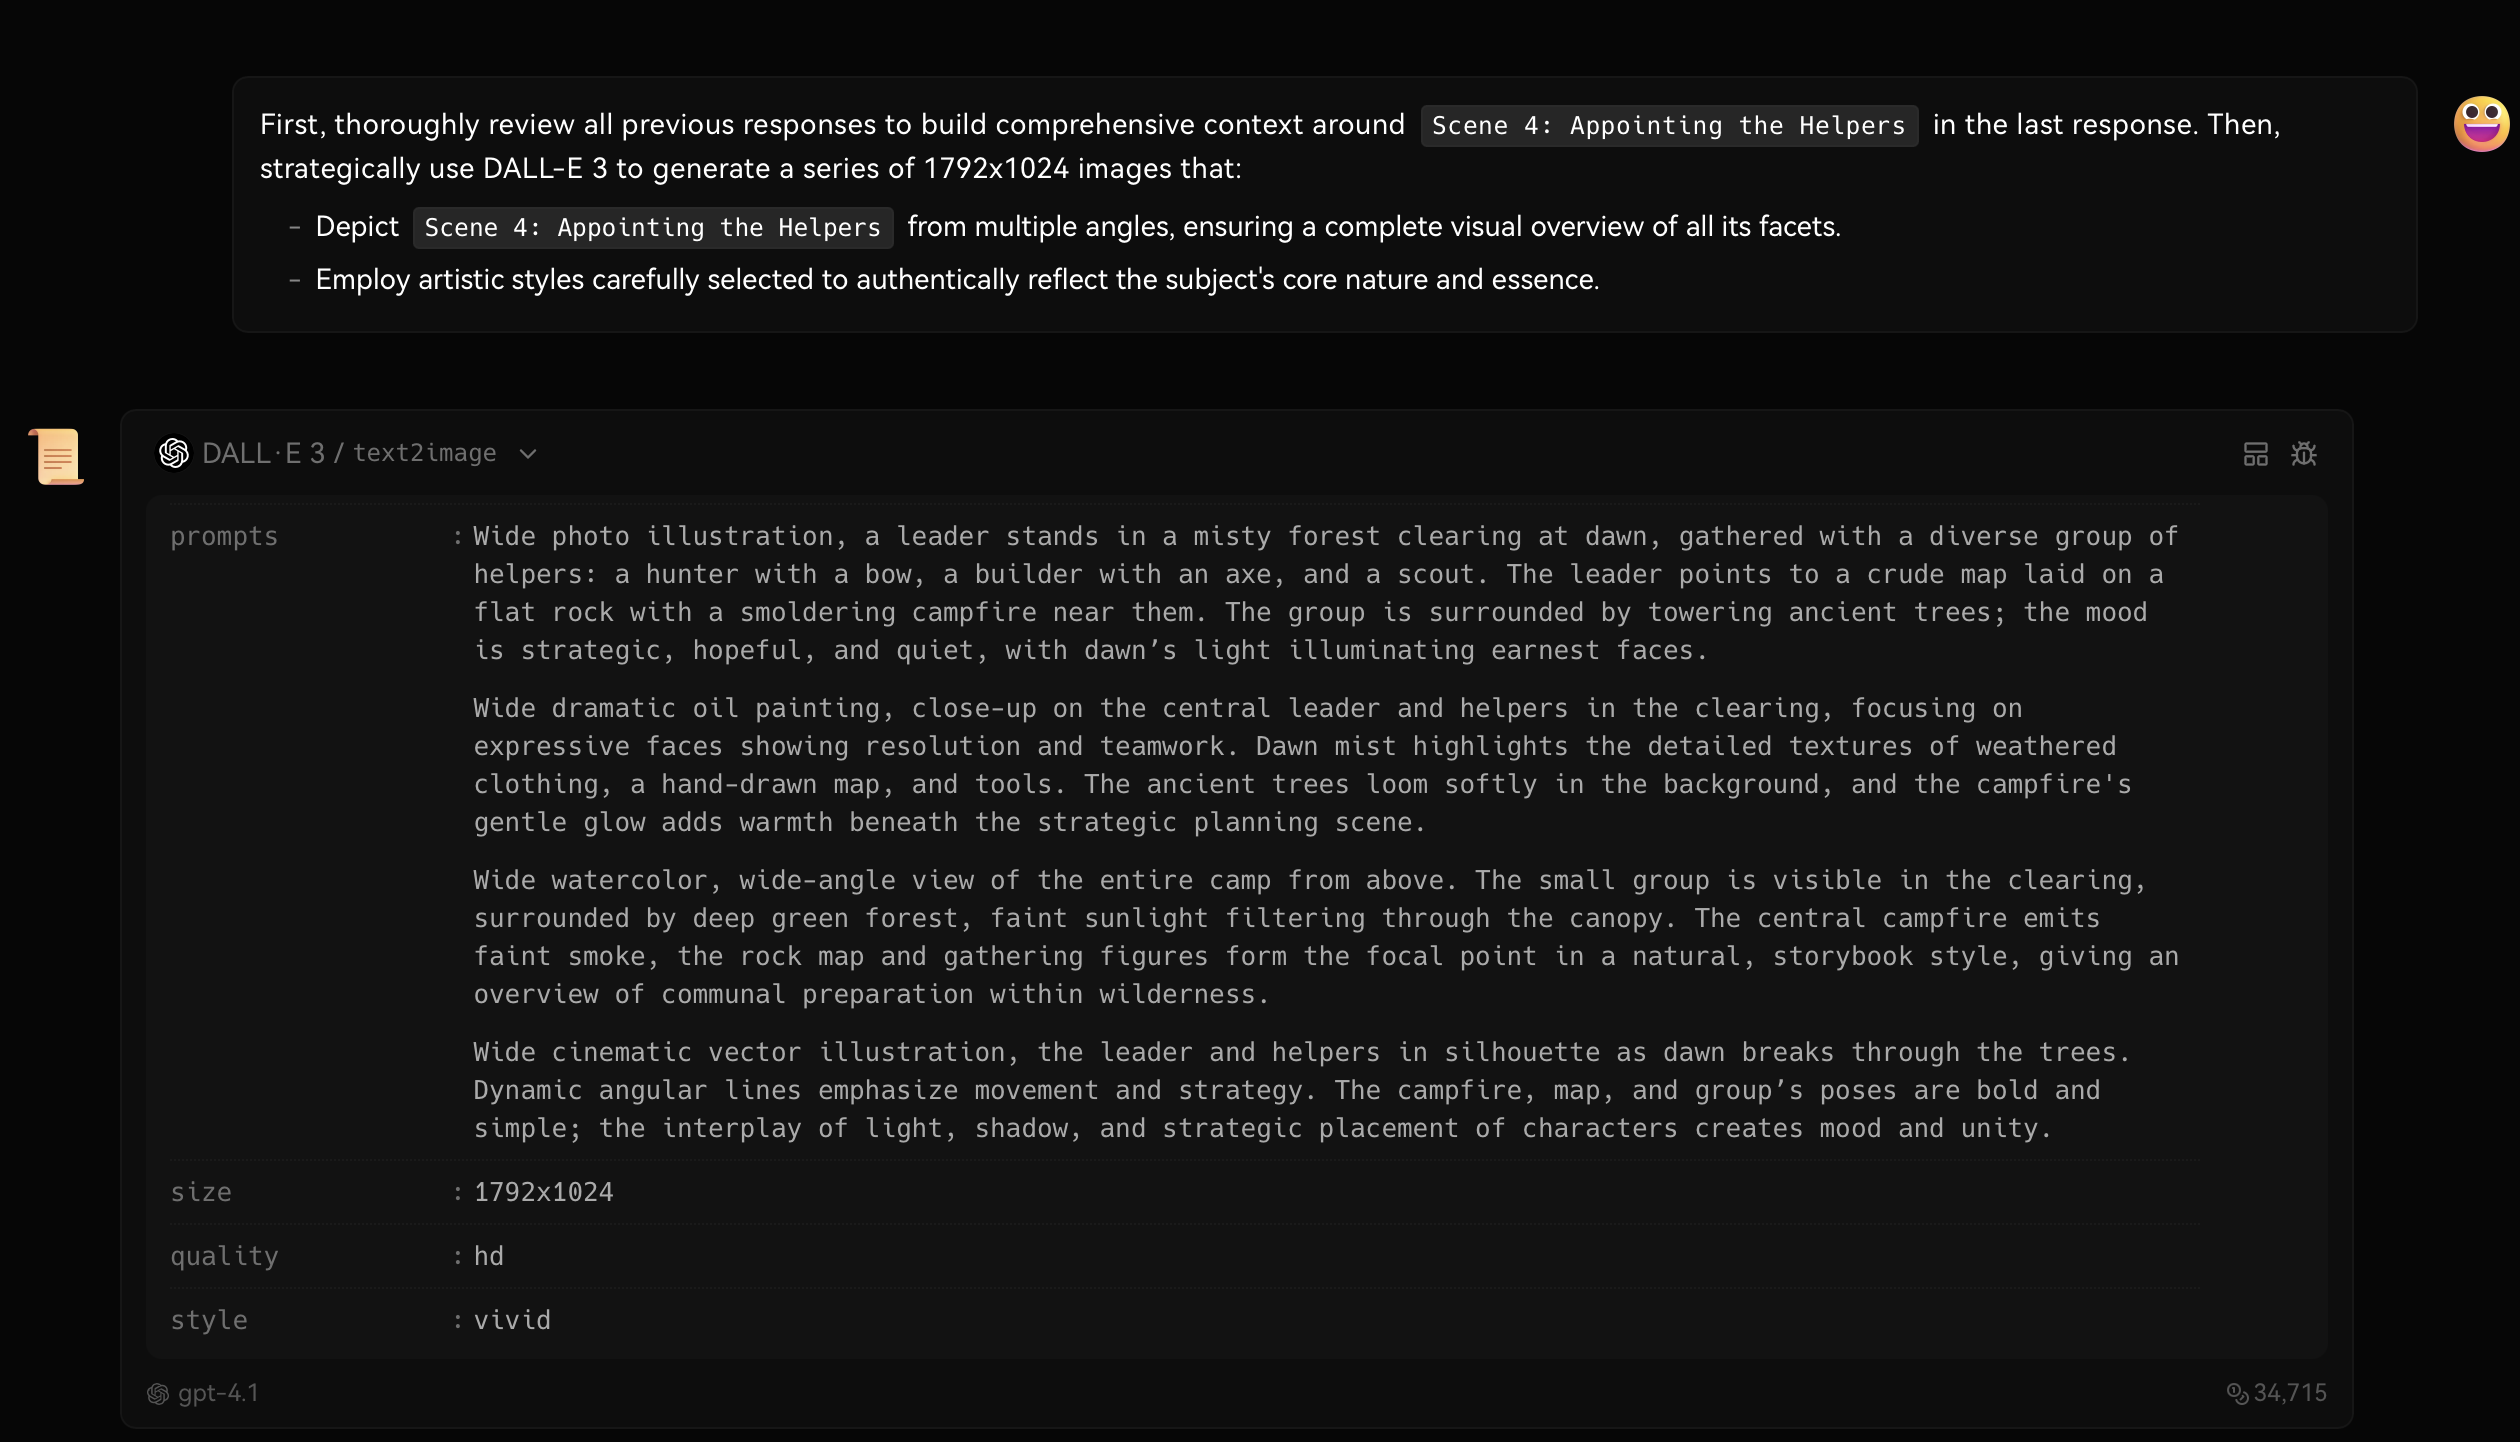 First, thoroughly review all previous responses to build comprehensive context around Scene 4: Appointing the Helpers in the last response. Then,
strategically use DALL-E 3 to generate a series of 1792x1024 images that:
- Depict Scene 4: Appointing the Helpers from multiple angles, ensuring a complete visual overview of all its facets.
- Employ artistic styles carefully selected to authentically reflect the subject's core nature and essence.
DALL·E 3 / text2image
prompts : Wide photo illustration, a leader stands in a misty forest clearing at dawn, gathered with a diverse group of
helpers: a hunter with a bow, a builder with an axe, and a scout. The leader points to a crude map laid on a
flat rock with a smoldering campfire near them. The group is surrounded by towering ancient trees; the mood
is strategic, hopeful, and quiet, with dawn’s light illuminating earnest faces.
Wide dramatic oil painting, close-up on the central leader and helpers in the clearing, focusing on
expressive faces showing resolution and teamwork. Dawn mist highlights the detailed textures of weathered
clothing, a hand-drawn map, and tools. The ancient trees loom softly in the background, and the campfire's
gentle glow adds warmth beneath the strategic planning scene.
Wide watercolor, wide-angle view of the entire camp from above. The small group is visible in the clearing,
surrounded by deep green forest, faint sunlight filtering through the canopy. The central campfire emits
faint smoke, the rock map and gathering figures form the focal point in a natural, storybook style, giving an
overview of communal preparation within wilderness.
Wide cinematic vector illustration, the leader and helpers in silhouette as dawn breaks through the trees.
Dynamic angular lines emphasize movement and strategy. The campfire, map, and group’s poses are bold and
simple; the interplay of light, shadow, and strategic placement of characters creates mood and unity.
size : 1792x1024
quality : hd
style : vivid
gpt-4.1 34,715